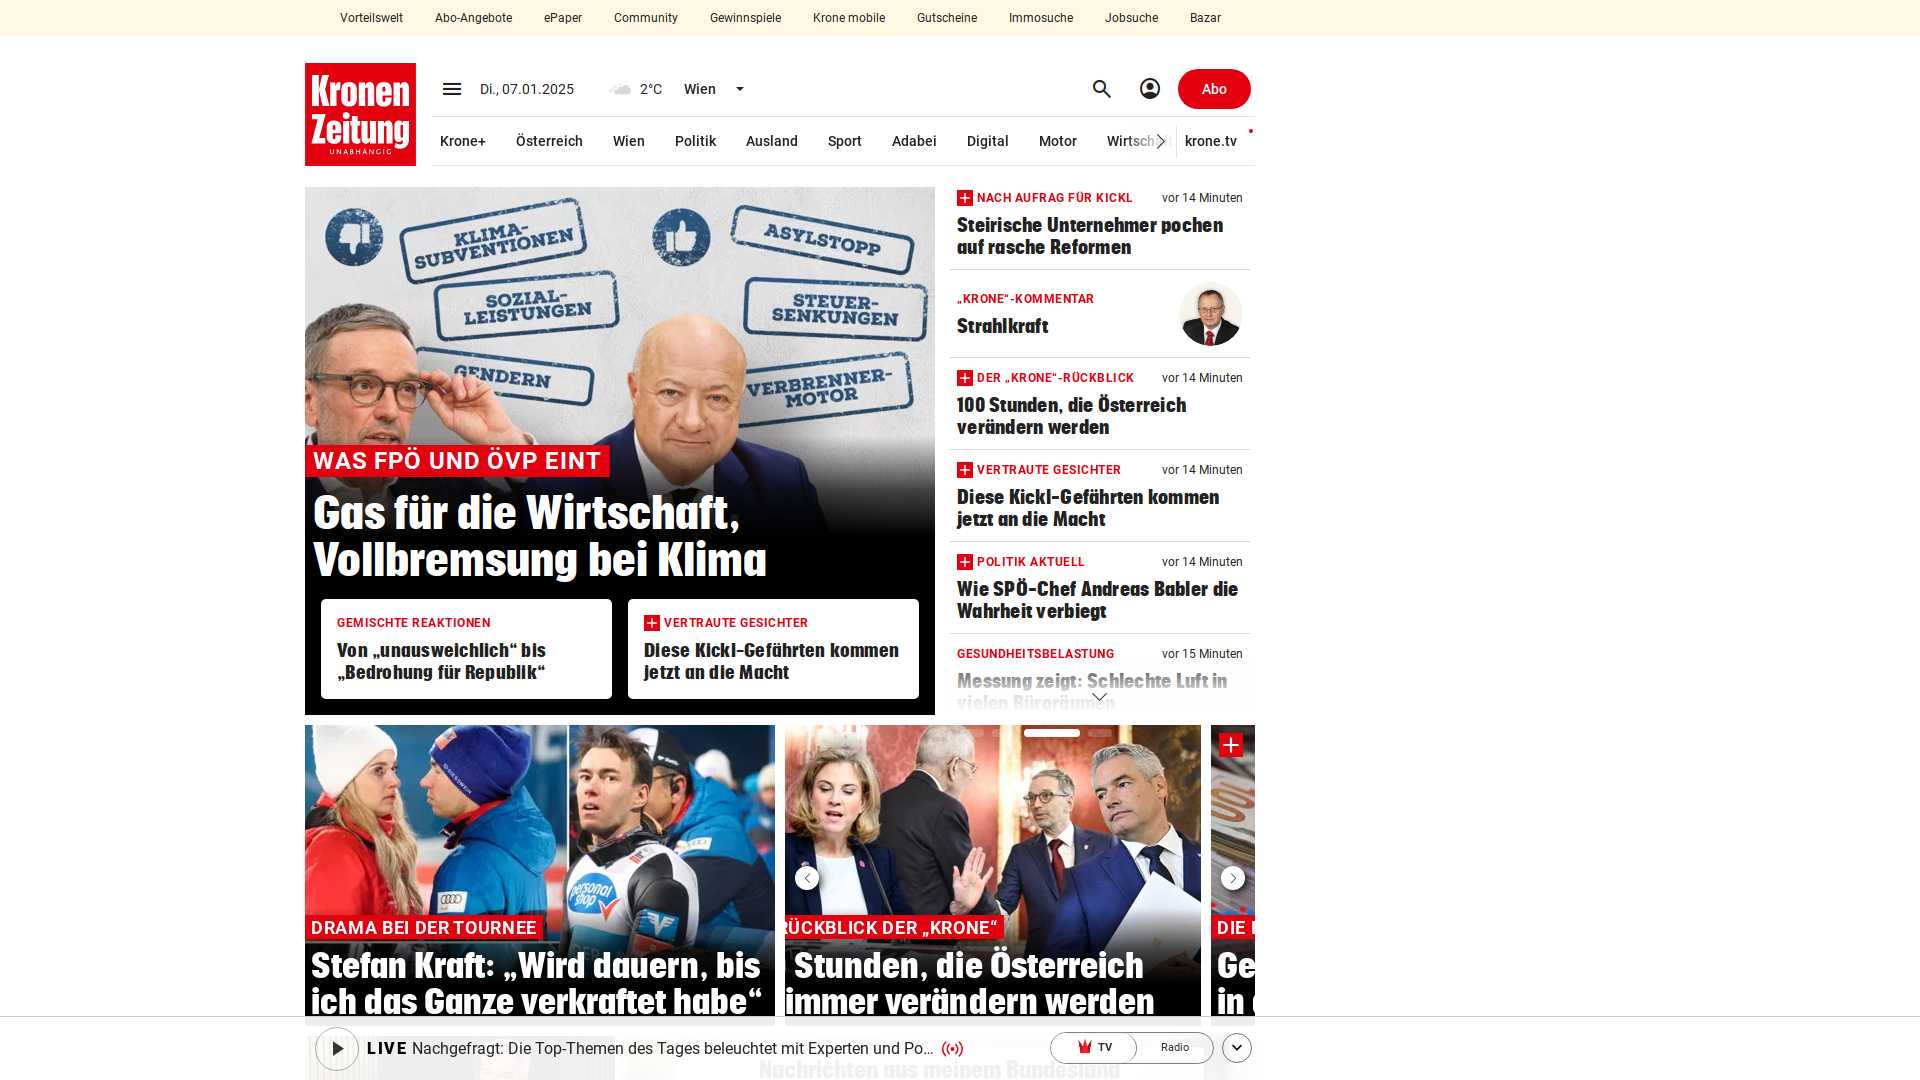 Vorteilswelt Abo-Angebote ePaper Community Gewinnspiele Krone mobile Gutscheine Immosuche Jobsuche Bazar
Kronen
Zeitung
UNABHÄNGIG
Di., 07.01.2025 2°C Wien Abo
Krone+ Österreich Wien Politik Ausland Sport Adabei Digital Motor Wirtschaft krone.tv
KLIMA-
SUBVENTIONEN
SOZIAL-
LEISTUNGEN
GENDERN
ASYLSTOPP
STEUER-
SENKUNGEN
VERBRENNER-
MOTOR
WAS FPÖ UND ÖVP EINT
Gas für die Wirtschaft,
Vollbremsung bei Klima
GEMISCHTE REAKTIONEN
Von „unausweichlich“ bis
„Bedrohung für Republik“
VERTRAUTE GESICHTER
Diese Kickl-Gefährten kommen
jetzt an die Macht
NACH AUFRAG FÜR KICKL vor 14 Minuten
Steirische Unternehmer pochen
auf rasche Reformen
„KRONE“-KOMMENTAR
Strahlkraft
DER „KRONE“-RÜCKBLICK vor 14 Minuten
100 Stunden, die Österreich
verändern werden
VERTRAUTE GESICHTER vor 14 Minuten
Diese Kickl-Gefährten kommen
jetzt an die Macht
POLITIK AKTUELL vor 14 Minuten
Wie SPÖ-Chef Andreas Babler die
Wahrheit verbiegt
GESUNDHEITSBELASTUNG vor 15 Minuten
Messung zeigt: Schlechte Luft in
vielen Büroräumen
personal
shop
DRAMA BEI DER TOURNEE
Stefan Kraft: „Wird dauern, bis
ich das Ganze verkraftet habe“
RÜCKBLICK DER „KRONE“
Stunden, die Österreich
immer verändern werden
DIE
Ge
in
LIVE Nachgefragt: Die Top-Themen des Tages beleuchtet mit Experten und Po... TV Radio
Nachrichten aus meinem Bundesland